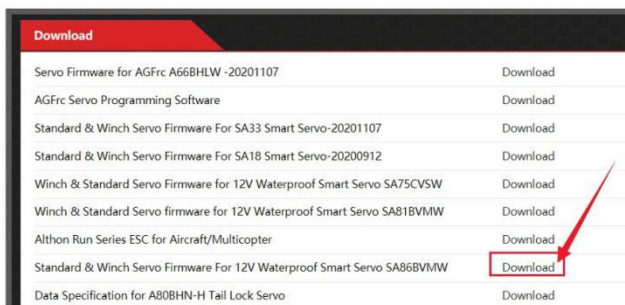 Download
Servo Firmware for AGFrc A66BHLW -20201107 Download
AGFrc Servo Programming Software Download
Standard & Winch Servo Firmware For SA33 Smart Servo-20201107 Download
Standard & Winch Servo Firmware For SA18 Smart Servo-20200912 Download
Winch & Standard Servo Firmware for 12V Waterproof Smart Servo SA75CVSW Download
Winch & Standard Servo firmware for 12V Waterproof Smart Servo SA81BVMW Download
Althon Run Series ESC for Aircraft/Multicopter Download
Standard & Winch Servo Firmware For 12V Waterproof Smart Servo SA86BVMW Download
Data Specification for A80BHN-H Tail Lock Servo Download